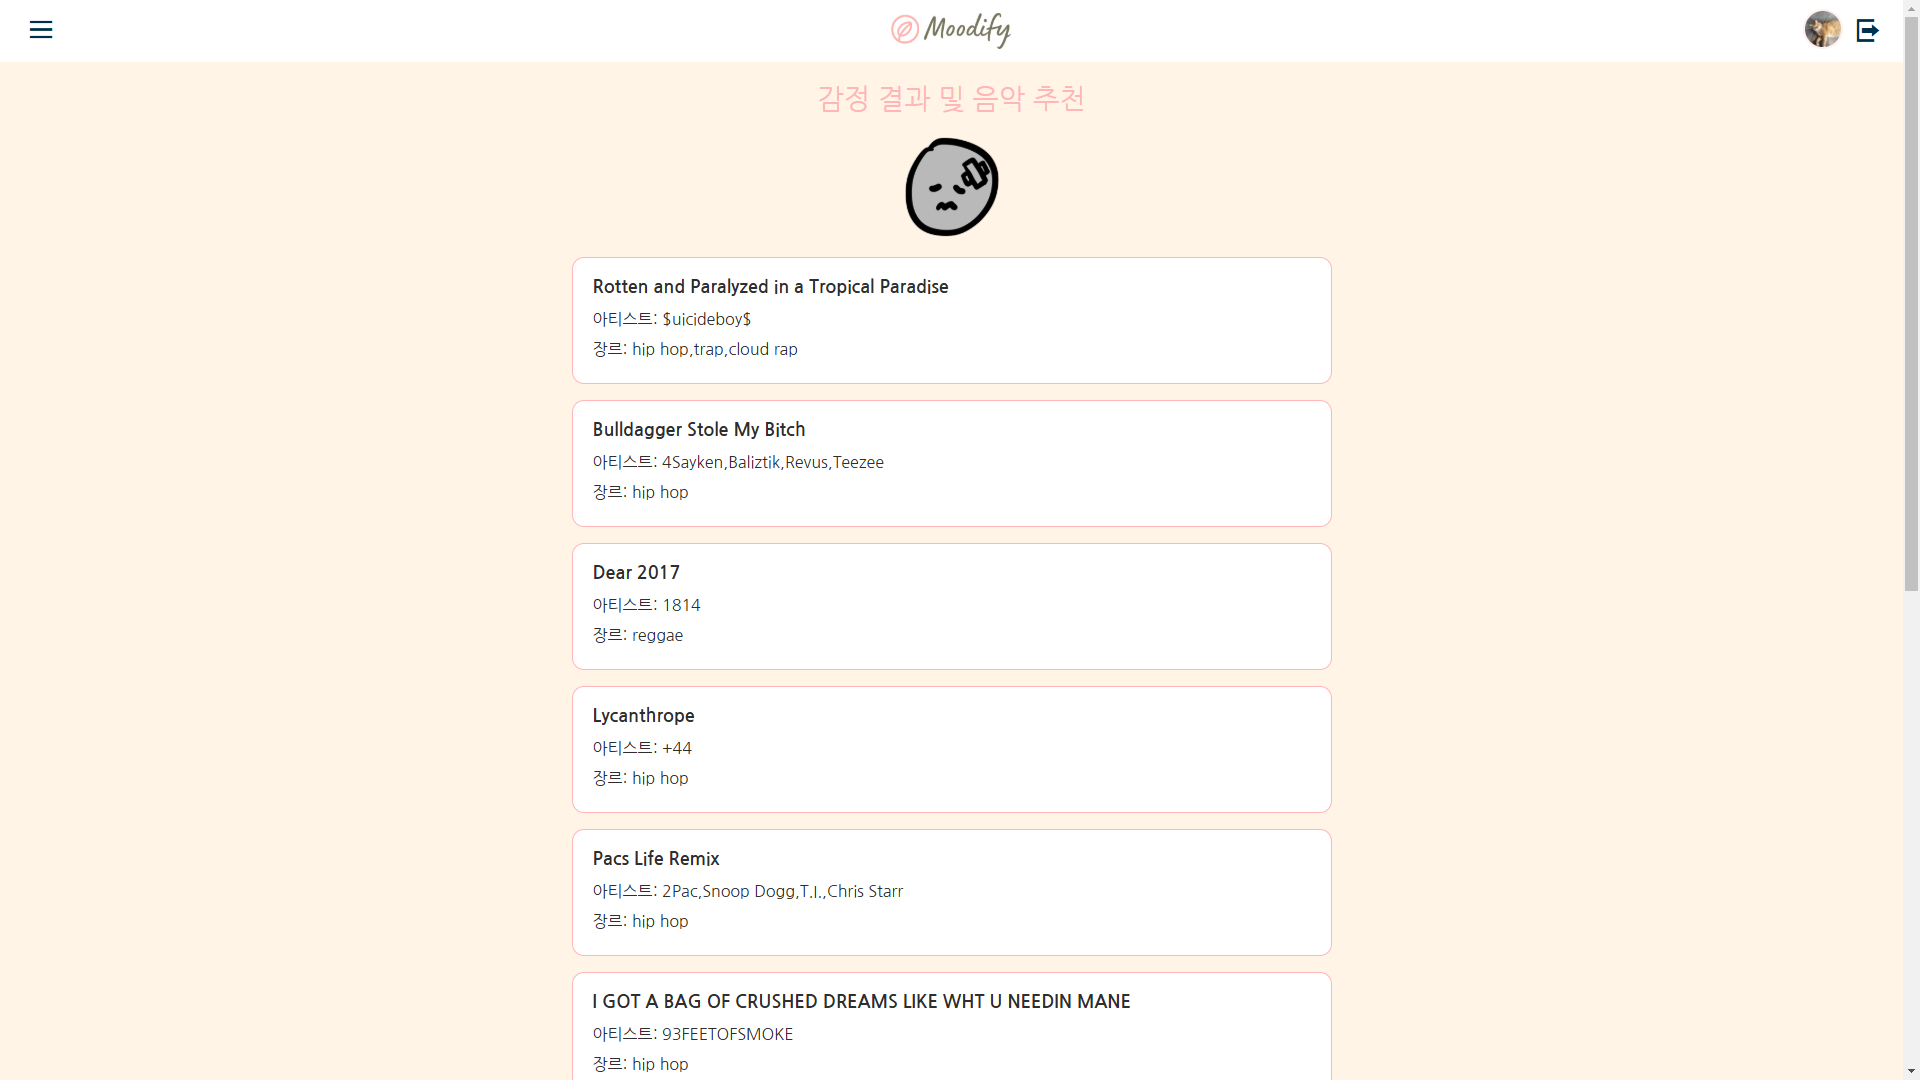 Moodify
감정 결과 및 음악 추천
Rotten and Paralyzed in a Tropical Paradise
아티스트: $uicideboy$
장르: hip hop,trap,cloud rap
Bulldagger Stole My Bitch
아티스트: 4Sayken,Baliztik,Revus,Teezee
장르: hip hop
Dear 2017
아티스트: 1814
장르: reggae
Lycanthrope
아티스트: +44
장르: hip hop
Pacs Life Remix
아티스트: 2Pac,Snoop Dogg,T.I.,Chris Starr
장르: hip hop
I GOT A BAG OF CRUSHED DREAMS LIKE WHT U NEEDIN MANE
아티스트: 93FEETOFSMOKE
장르: hip hop